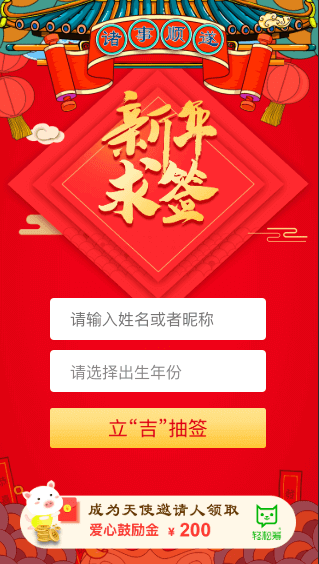 诸事顺遂
新年
求签
请输入姓名或者昵称
请选择出生年份
立“吉”抽签
成为天使邀请人领取
爱心鼓励金 ¥200
轻松筹